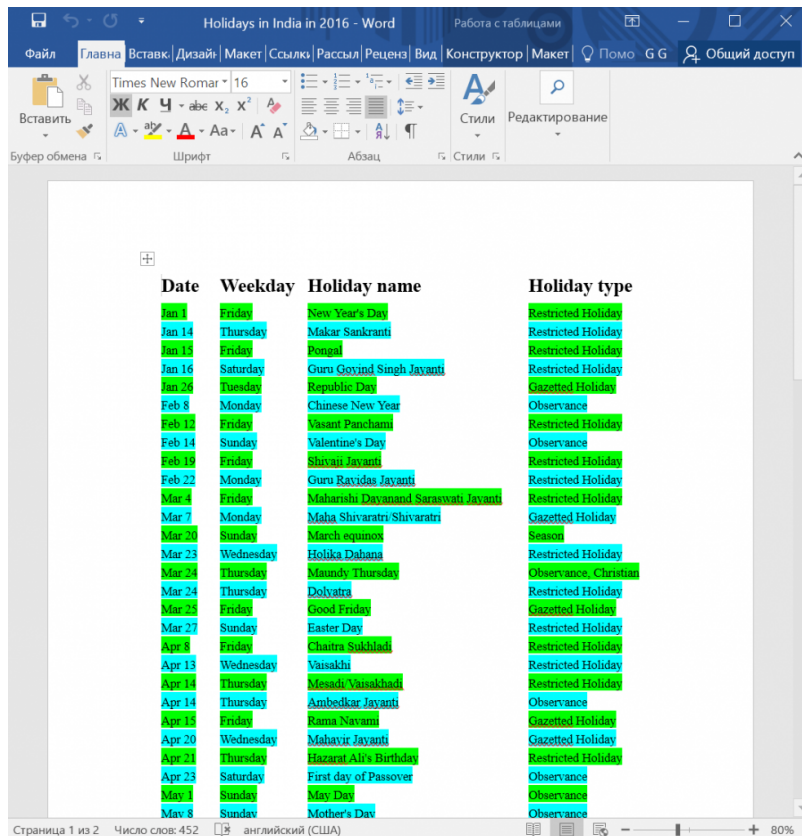 Holidays in India in 2016 - Word Работа с таблицами
Файл Главна Вставк Дизайн Макет Ссылк Рассыл Реценз Вид Конструктор Макет Помо G G Общий доступ
Вставить
Times New Romar 16
Ж К Ч abc x₂ x²
A ab A Aa A A
А Я ¶
Стили
Редактирование
Буфер обмена Шрифт Абзац Стили
Date Weekday Holiday name Holiday type
Jan 1 Friday New Year's Day Restricted Holiday
Jan 14 Thursday Makar Sankranti Restricted Holiday
Jan 15 Friday Pongal Restricted Holiday
Jan 16 Saturday Guru Govind Singh Jayanti Restricted Holiday
Jan 26 Tuesday Republic Day Gazetted Holiday
Feb 8 Monday Chinese New Year Observance
Feb 12 Friday Vasant Panchami Restricted Holiday
Feb 14 Sunday Valentine's Day Observance
Feb 19 Friday Shivaji Jayanti Restricted Holiday
Feb 22 Monday Guru Ravidas Jayanti Restricted Holiday
Mar 4 Friday Maharishi Dayanand Saraswati Jayanti Restricted Holiday
Mar 7 Monday Maha Shivaratri/Shivaratri Gazetted Holiday
Mar 20 Sunday March equinox Season
Mar 23 Wednesday Holika Dahana Restricted Holiday
Mar 24 Thursday Maundy Thursday Observance, Christian
Mar 24 Thursday Dolyatra Restricted Holiday
Mar 25 Friday Good Friday Gazetted Holiday
Mar 27 Sunday Easter Day Restricted Holiday
Apr 8 Friday Chaitra Sukhladi Restricted Holiday
Apr 13 Wednesday Vaisakhi Restricted Holiday
Apr 14 Thursday Mesadi/Vaisakhadi Restricted Holiday
Apr 14 Thursday Ambedkar Jayanti Observance
Apr 15 Friday Rama Navami Gazetted Holiday
Apr 20 Wednesday Mahavir Jayanti Gazetted Holiday
Apr 21 Thursday Hazarat Ali's Birthday Restricted Holiday
Apr 23 Saturday First day of Passover Observance
May 1 Sunday May Day Observance
May 8 Sunday Mother's Day Observance
Страница 1 из 2 Число слов: 452 английский (США) 80%